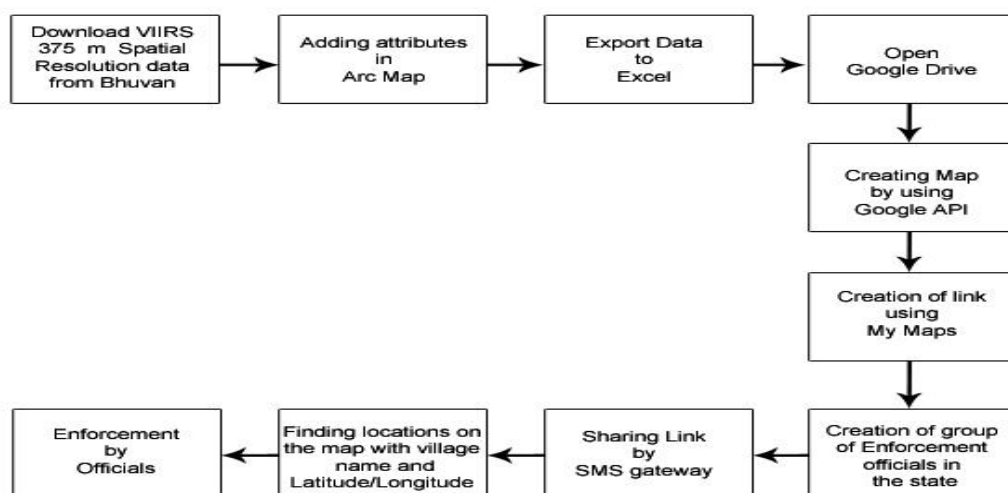 Download VIIRS
375 m Spatial
Resolution data
from Bhuvan
Adding attributes
in
Arc Map
Export Data
to
Excel
Open
Google Drive
Creating Map
by using
Google API
Creation of link
using
My Maps
Creation of group
of Enforcement
officials in
the state
Sharing Link
by
SMS gateway
Finding locations on
the map with village
name and
Latitude/Longitude
Enforcement
by
Officials